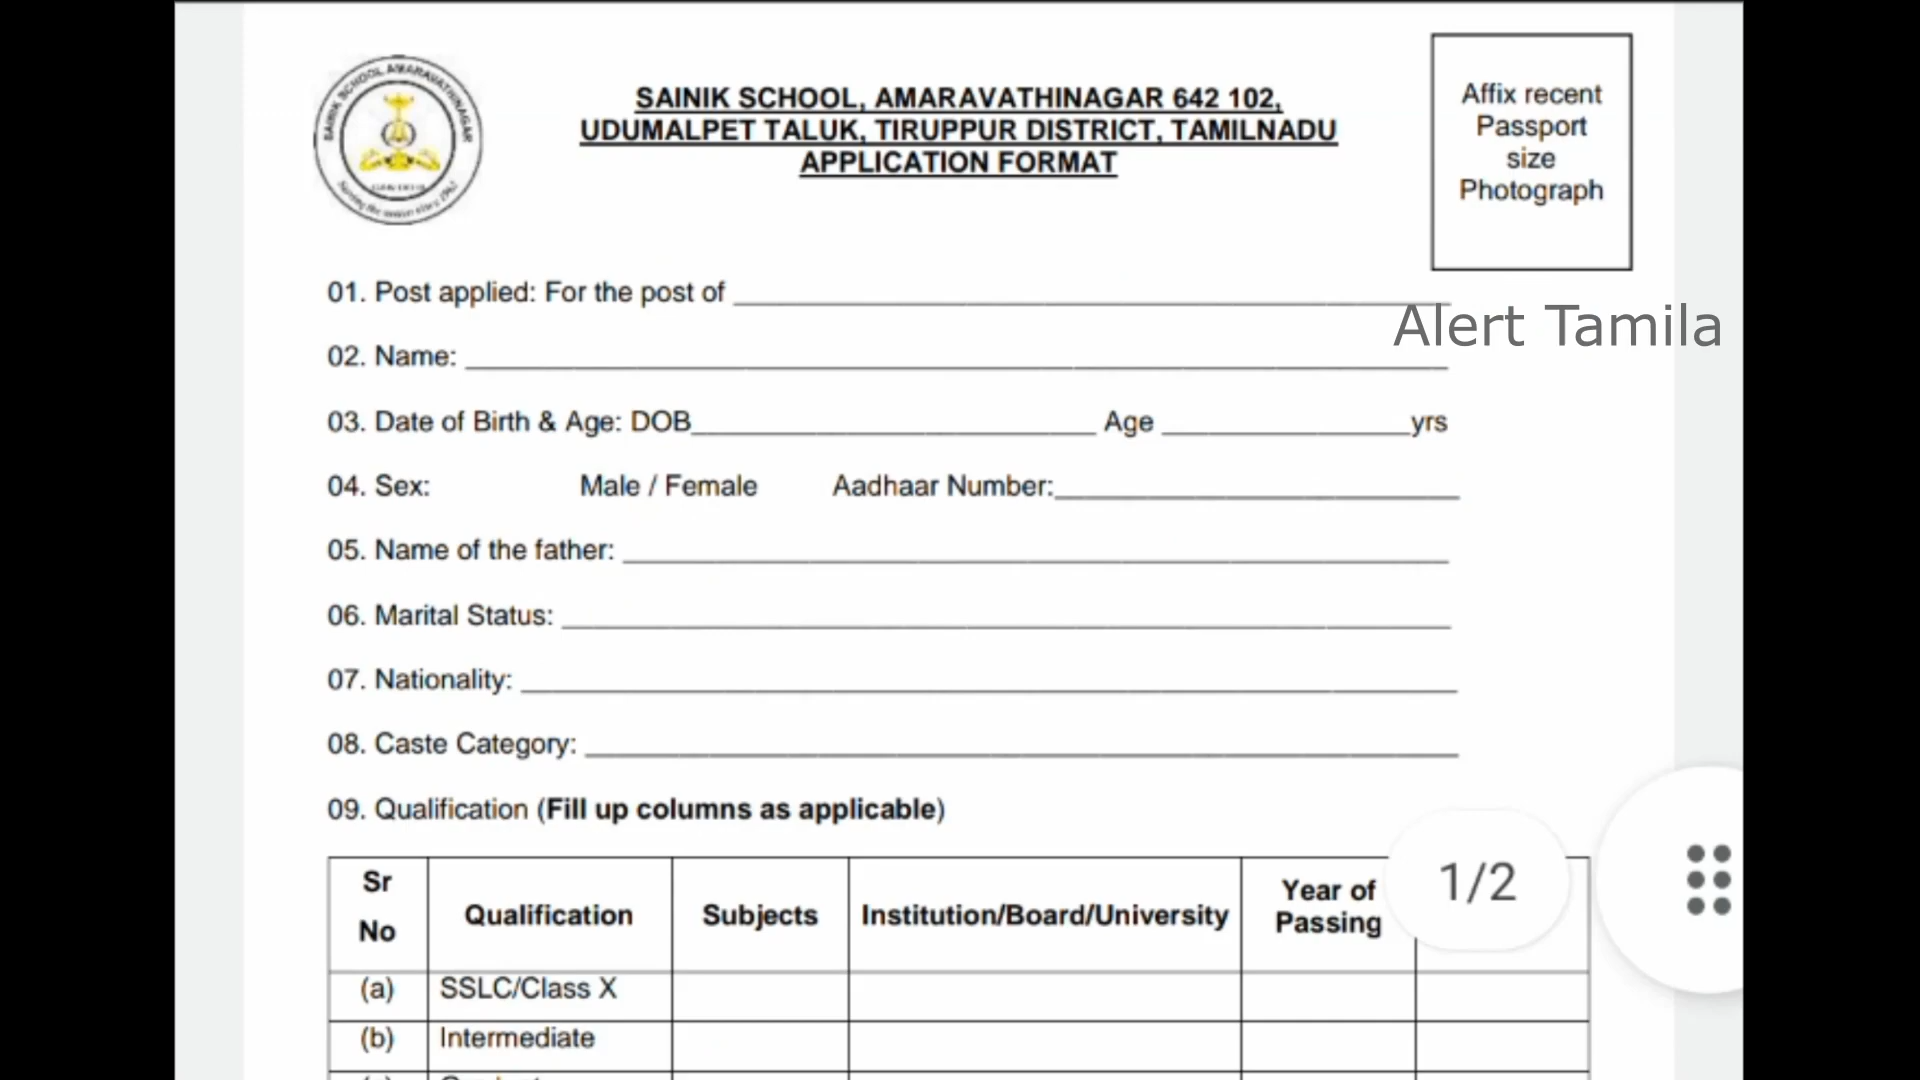 SAINIK SCHOOL AMARAVATHINAGAR
SAINIK SCHOOL, AMARAVATHINAGAR 642 102,
UDUMALPET TALUK, TIRUPPUR DISTRICT, TAMILNADU
APPLICATION FORMAT
Affix recent
Passport
size
Photograph
01. Post applied: For the post of
Alert Tamila
02. Name:
03. Date of Birth & Age: DOB Age yrs
04. Sex: Male / Female Aadhaar Number:
05. Name of the father:
06. Marital Status:
07. Nationality:
08. Caste Category:
09. Qualification (Fill up columns as applicable)
Sr No Qualification Subjects Institution/Board/University Year of Passing
1/2
(a) SSLC/Class X
(b) Intermediate